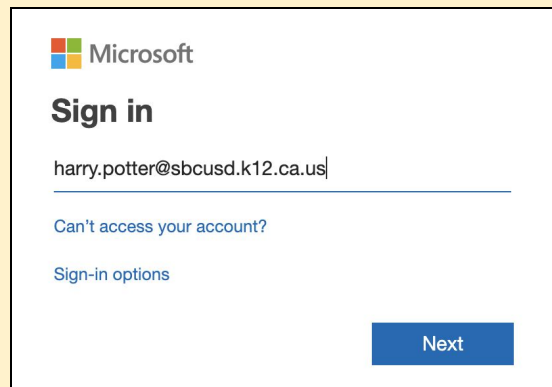 Microsoft
Sign in
harry.potter@sbcusd.k12.ca.us
Can't access your account?
Sign-in options
Next